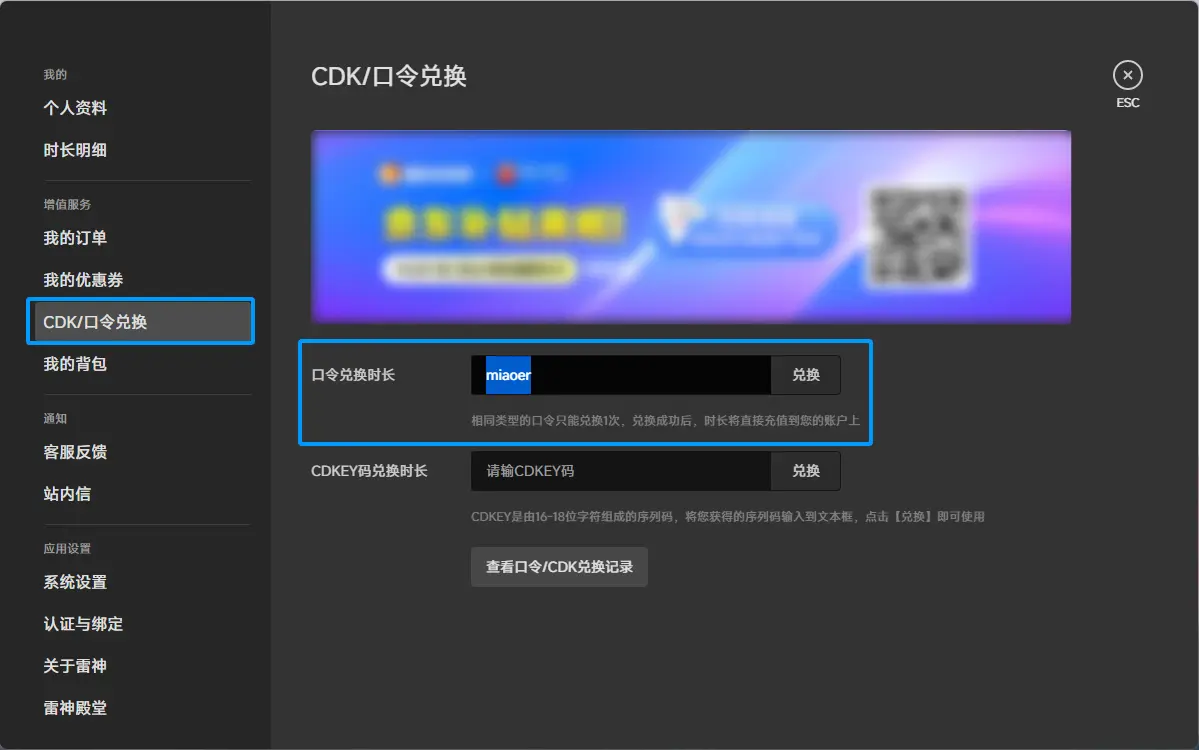 我的
个人资料
时长明细
增值服务
我的订单
我的优惠券
CDK/口令兑换
我的背包
通知
客服反馈
站内信
应用设置
系统设置
认证与绑定
关于雷神
雷神殿堂
CDK/口令兑换
ESC
口令兑换时长
miaoer
兑换
相同类型的口令只能兑换1次，兑换成功后，时长将直接充值到您的账户上
CDKEY码兑换时长
请输CDKEY码
兑换
CDKEY是由16-18位字符组成的序列码，将您获得的序列码输入到文本框，点击【兑换】即可使用
查看口令/CDK兑换记录